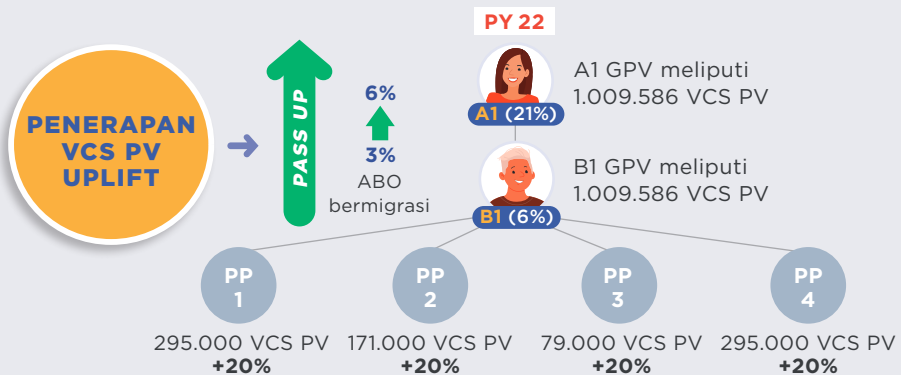 PENERAPAN
VCS PV
UPLIFT
PASS UP
6%
3%
ABO
bermigrasi
PY 22
A1 (21%)
A1 GPV meliputi
1.009.586 VCS PV
B1 (6%)
B1 GPV meliputi
1.009.586 VCS PV
PP
1
295.000 VCS PV
+20%
PP
2
171.000 VCS PV
+20%
PP
3
79.000 VCS PV
+20%
PP
4
295.000 VCS PV
+20%